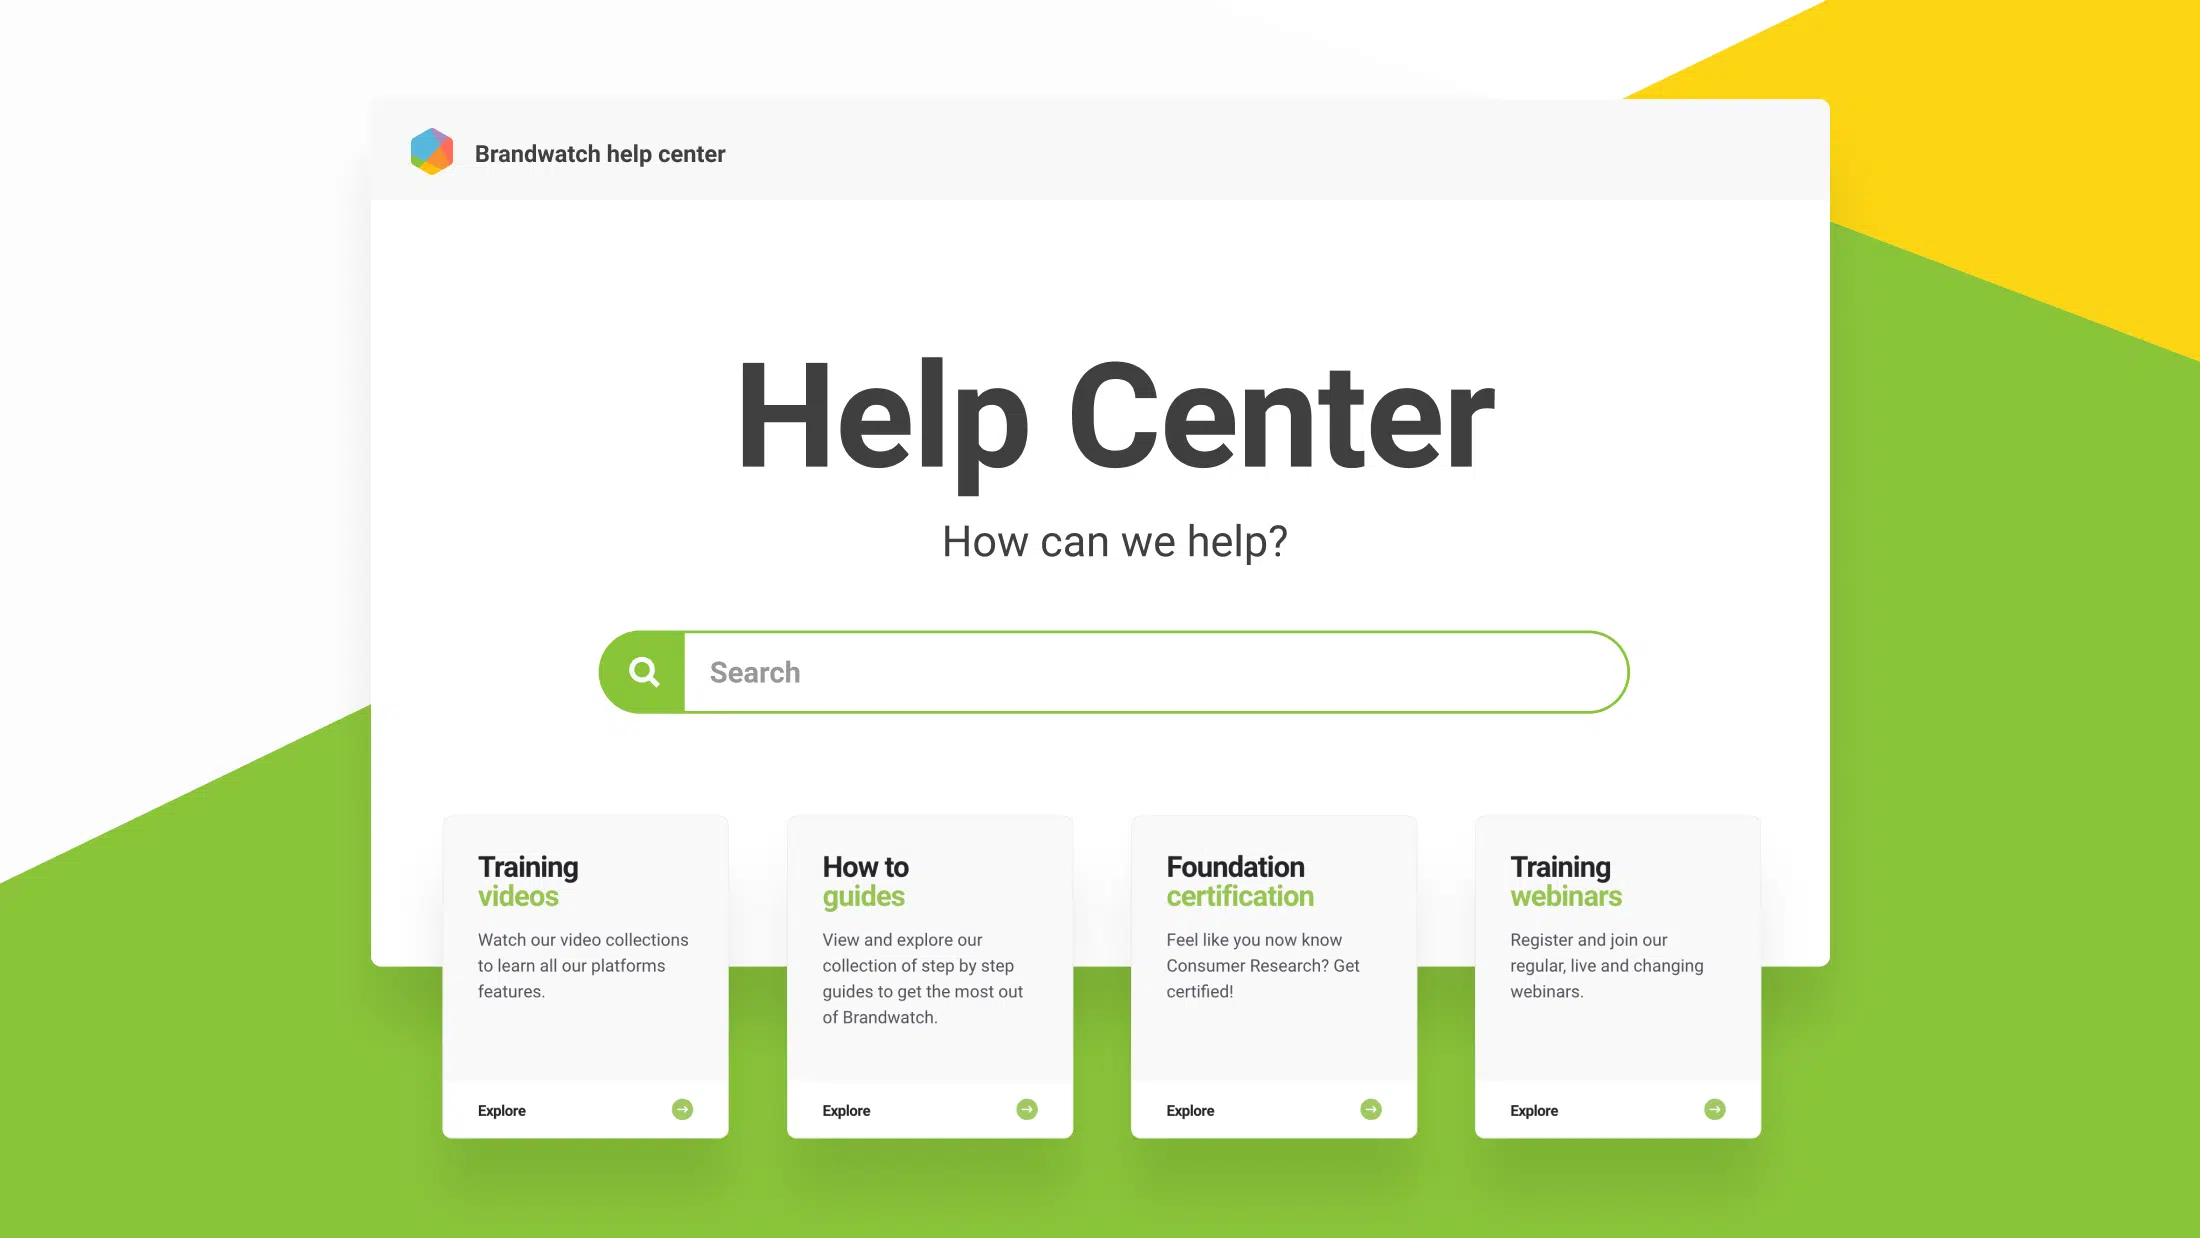 Brandwatch help center
Help Center
How can we help?
Search
Training
videos
Watch our video collections
to learn all our platforms
features.
Explore
How to
guides
View and explore our
collection of step by step
guides to get the most out
of Brandwatch.
Explore
Foundation
certification
Feel like you now know
Consumer Research? Get
certified!
Explore
Training
webinars
Register and join our
regular, live and changing
webinars.
Explore